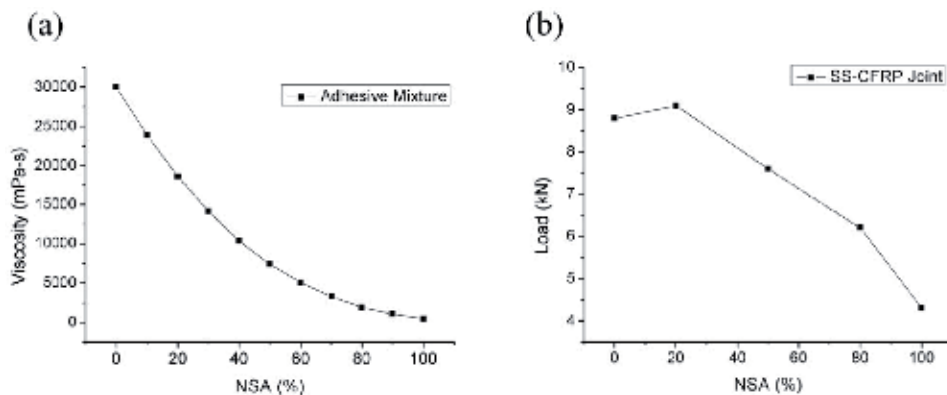 (a)
Adhesive Mixture
30000
25000
20000
15000
10000
5000
0
Viscosity (mPa-s)
0 20 40 60 80 100
NSA (%)
(b)
SS-CFRP Joint
10
9
8
7
6
5
4
Load (kN)
0 20 40 60 80 100
NSA (%)